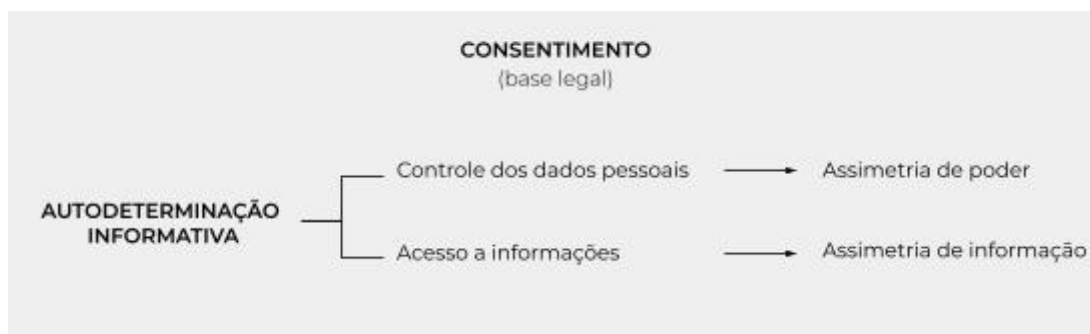 CONSENTIMENTO
(base legal)
Controle dos dados pessoais
Assimetria de poder
AUTODETERMINAÇÃO
INFORMATIVA
Acesso a informações
Assimetria de informação